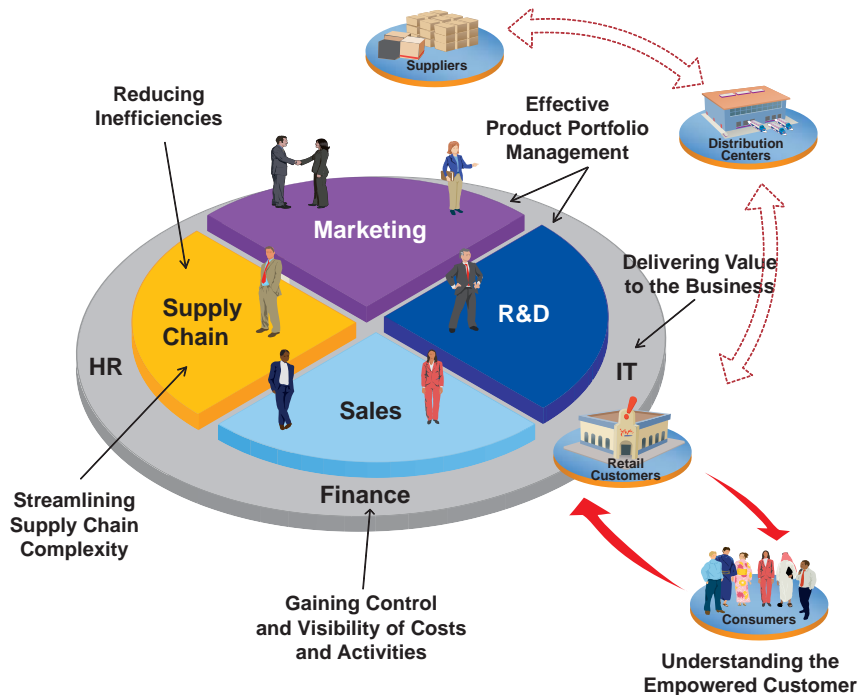 Suppliers
Reducing
Inefficiencies
Effective
Product Portfolio
Management
Distribution
Centers
Marketing
Delivering Value
to the Business
Supply
Chain
R&D
HR
IT
Sales
Retail
Customers
Finance
Streamlining
Supply Chain
Complexity
Gaining Control
and Visibility of Costs
and Activities
Consumers
Understanding the
Empowered Customer